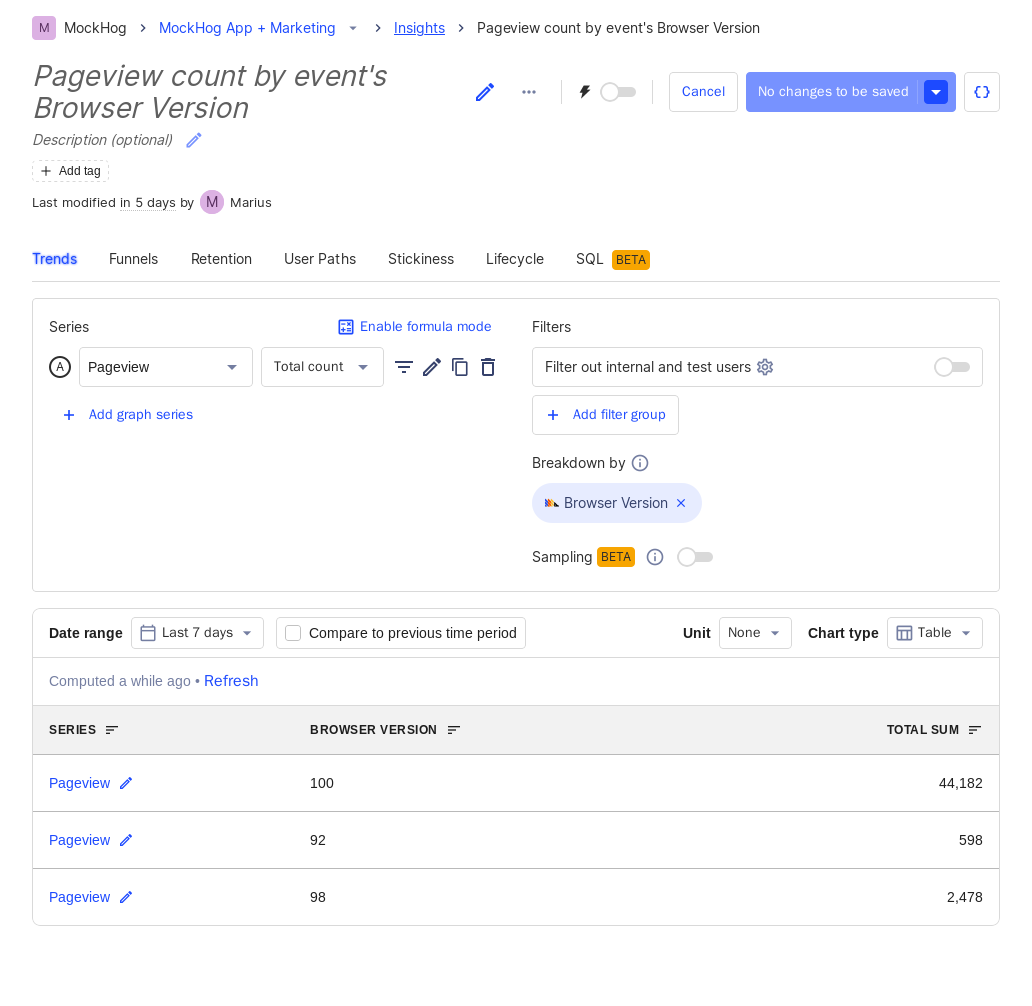 M MockHog MockHog App + Marketing Insights Pageview count by event's Browser Version
Pageview count by event's
Browser Version
Cancel No changes to be saved
Description (optional)
Add tag
Last modified in 5 days by M Marius
Trends Funnels Retention User Paths Stickiness Lifecycle SQL BETA
Series Enable formula mode
A Pageview Total count
Add graph series
Filters
Filter out internal and test users
Add filter group
Breakdown by
Browser Version
Sampling BETA
Date range Last 7 days Compare to previous time period Unit None Chart type Table
Computed a while ago • Refresh
SERIES BROWSER VERSION TOTAL SUM
Pageview 100 44,182
Pageview 92 598
Pageview 98 2,478